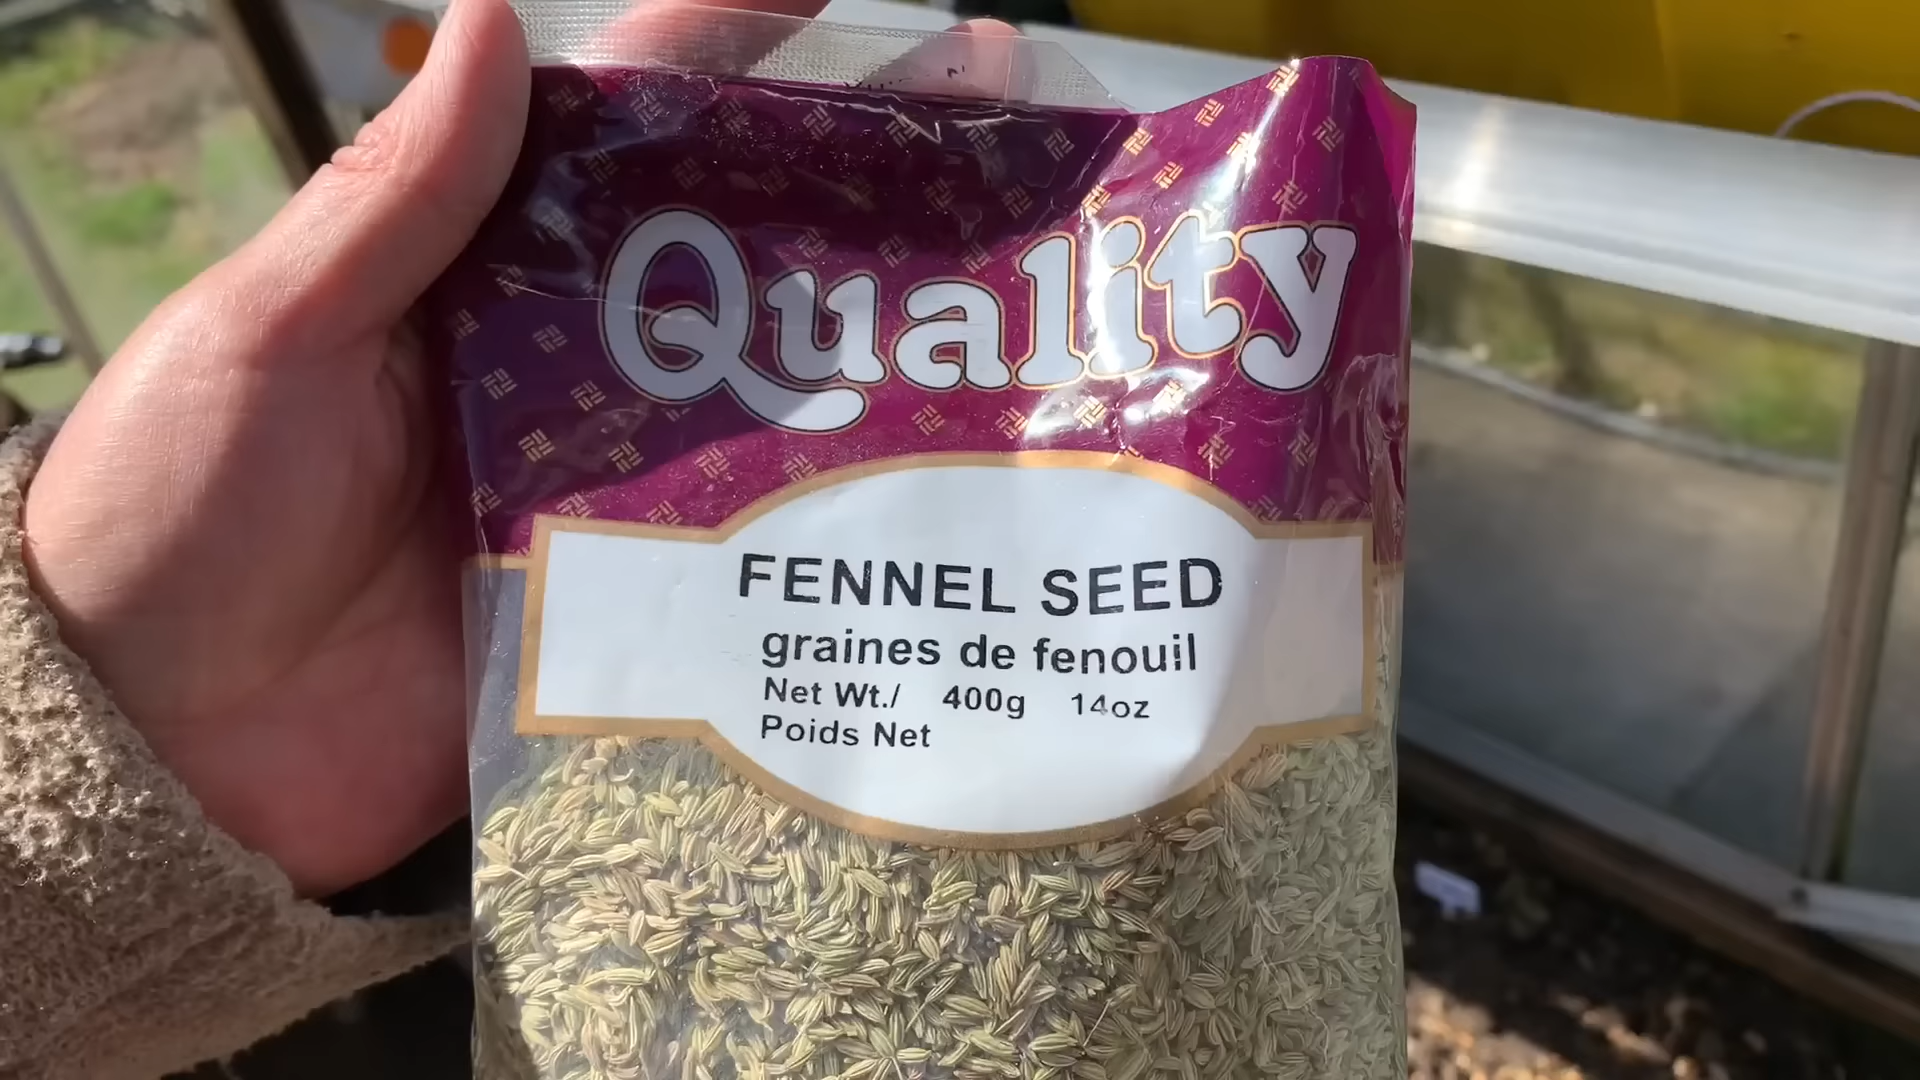 Quality
FENNEL SEED
graines de fenouil
Net Wt./ 400g 14oz
Poids Net